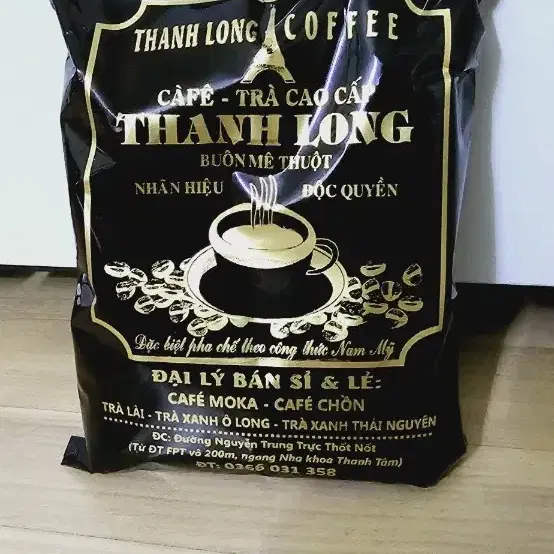 THANH LONG COFFEE
CÀFÊ - TRÀ CAO CẤP
THANH LONG
BUÔN MÊ THUỘT
NHÃN HIỆU ĐỘC QUYỀN
Đặc biệt pha chế theo công thức Nam Mỹ
ĐẠI LÝ BÁN SỈ & LẺ:
CAFÉ MOKA - CAFÉ CHỒN
TRÀ LÀI - TRÀ XANH Ô LONG - TRÀ XANH THÁI NGUYÊN
ĐC: Đường Nguyễn Trung Trực Thốt Nốt
(Từ ĐT FPT vô 200m, ngang Nha khoa Thanh Tâm)
ĐT: 0366 031 358